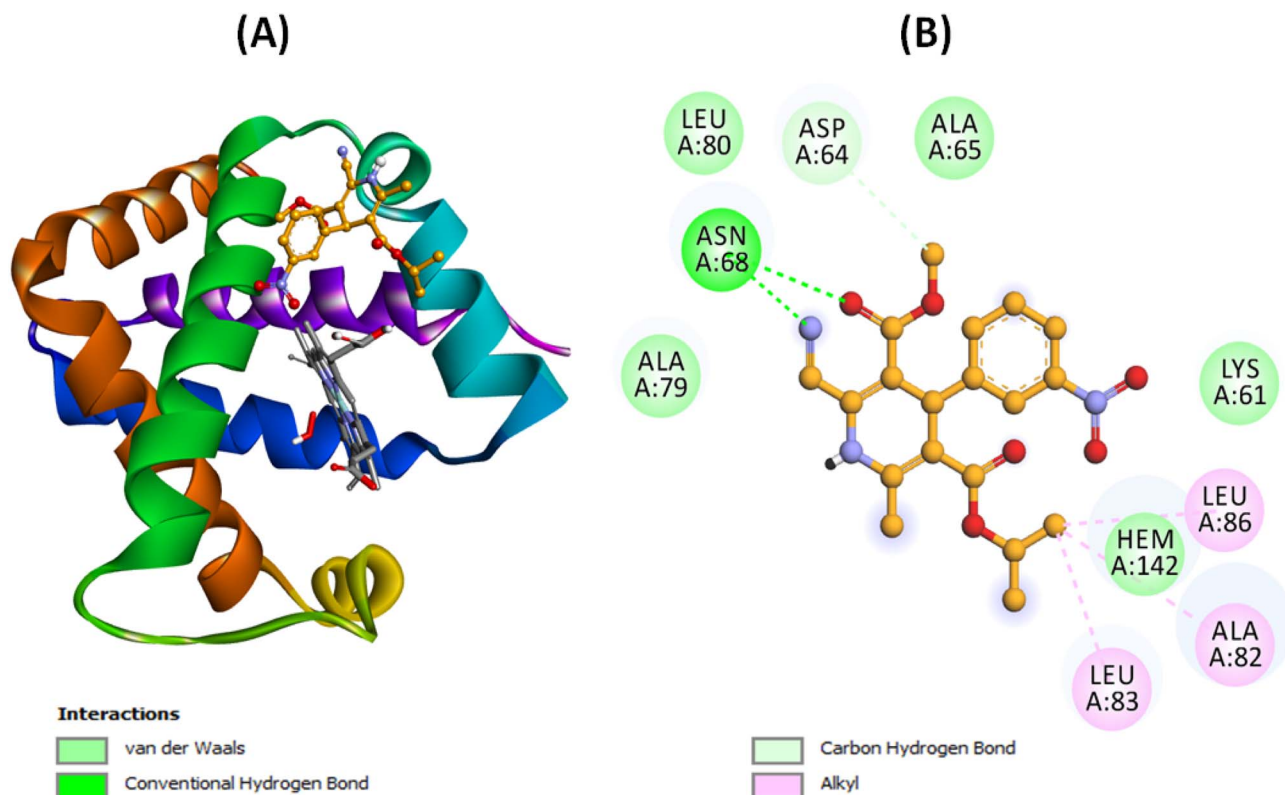 (A)
(B)
LEU
A:80
ASP
A:64
ALA
A:65
ASN
A:68
ALA
A:79
LYS
A:61
LEU
A:86
HEM
A:142
ALA
A:82
LEU
A:83
Interactions
van der Waals
Conventional Hydrogen Bond
Carbon Hydrogen Bond
Alkyl